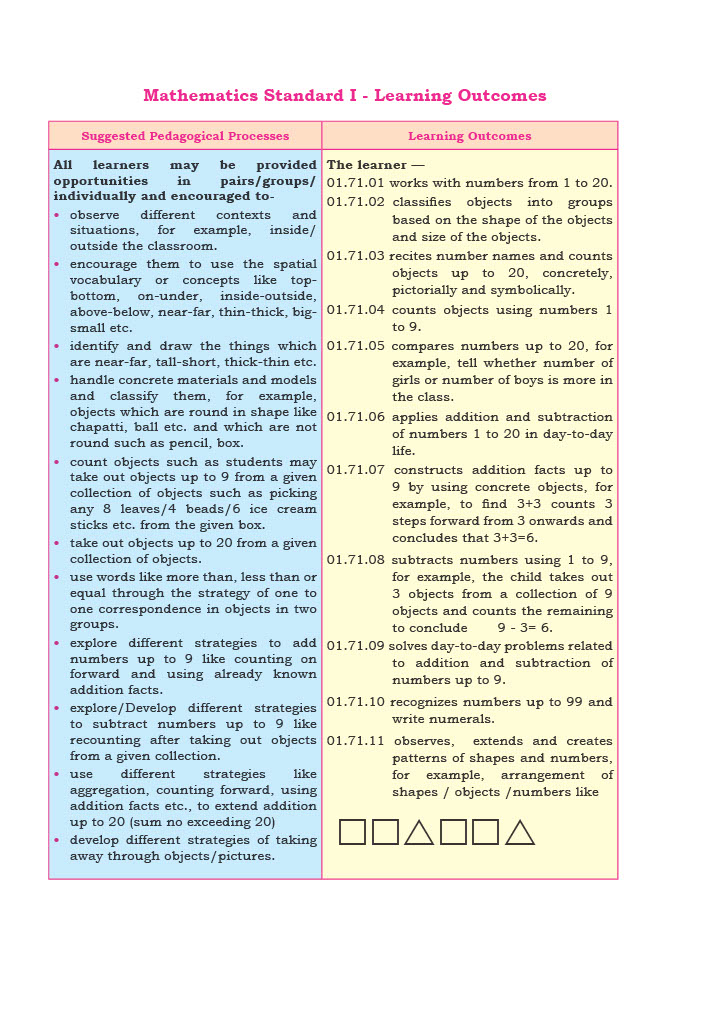 Mathematics Standard I - Learning Outcomes
Suggested Pedagogical Processes
All learners may be provided
opportunities in pairs/groups/
individually and encouraged to-
• observe different contexts and
situations, for example, inside/
outside the classroom.
• encourage them to use the spatial
vocabulary or concepts like top-
bottom, on-under, inside-outside,
above-below, near-far, thin-thick, big-
small etc.
• identify and draw the things which
are near-far, tall-short, thick-thin etc.
• handle concrete materials and models
and classify them, for example,
objects which are round in shape like
chapatti, ball etc. and which are not
round such as pencil, box.
• count objects such as students may
take out objects up to 9 from a given
collection of objects such as picking
any 8 leaves/4 beads/6 ice cream
sticks etc. from the given box.
• take out objects up to 20 from a given
collection of objects.
• use words like more than, less than or
equal through the strategy of one to
one correspondence in objects in two
groups.
• explore different strategies to add
numbers up to 9 like counting on
forward and using already known
addition facts.
• explore/Develop different strategies
to subtract numbers up to 9 like
recounting after taking out objects
from a given collection.
• use different strategies like
aggregation, counting forward, using
addition facts etc., to extend addition
up to 20 (sum no exceeding 20)
• develop different strategies of taking
away through objects/pictures.
Learning Outcomes
The learner —
01.71.01 works with numbers from 1 to 20.
01.71.02 classifies objects into groups
based on the shape of the objects
and size of the objects.
01.71.03 recites number names and counts
objects up to 20, concretely,
pictorially and symbolically.
01.71.04 counts objects using numbers 1
to 9.
01.71.05 compares numbers up to 20, for
example, tell whether number of
girls or number of boys is more in
the class.
01.71.06 applies addition and subtraction
of numbers 1 to 20 in day-to-day
life.
01.71.07 constructs addition facts up to
9 by using concrete objects, for
example, to find 3+3 counts 3
steps forward from 3 onwards and
concludes that 3+3=6.
01.71.08 subtracts numbers using 1 to 9,
for example, the child takes out
3 objects from a collection of 9
objects and counts the remaining
to conclude 9 - 3= 6.
01.71.09 solves day-to-day problems related
to addition and subtraction of
numbers up to 9.
01.71.10 recognizes numbers up to 99 and
write numerals.
01.71.11 observes, extends and creates
patterns of shapes and numbers,
for example, arrangement of
shapes / objects /numbers like